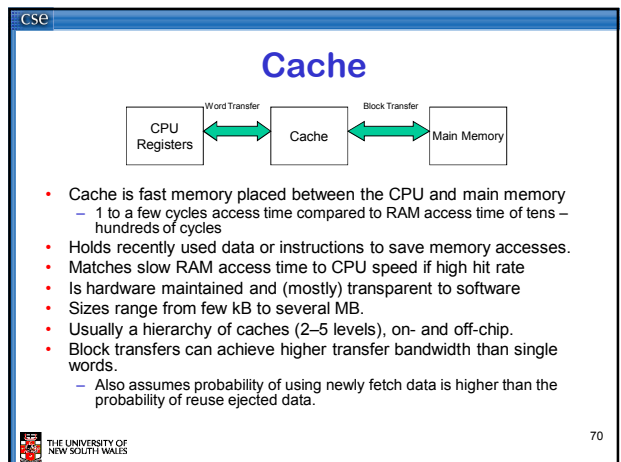 cse
Cache
Word Transfer
Block Transfer
CPU
Registers
Cache
Main Memory
• Cache is fast memory placed between the CPU and main memory
– 1 to a few cycles access time compared to RAM access time of tens –
hundreds of cycles
• Holds recently used data or instructions to save memory accesses.
• Matches slow RAM access time to CPU speed if high hit rate
• Is hardware maintained and (mostly) transparent to software
• Sizes range from few kB to several MB.
• Usually a hierarchy of caches (2–5 levels), on- and off-chip.
• Block transfers can achieve higher transfer bandwidth than single
words.
– Also assumes probability of using newly fetch data is higher than the
probability of reuse ejected data.
THE UNIVERSITY OF
NEW SOUTH WALES
70